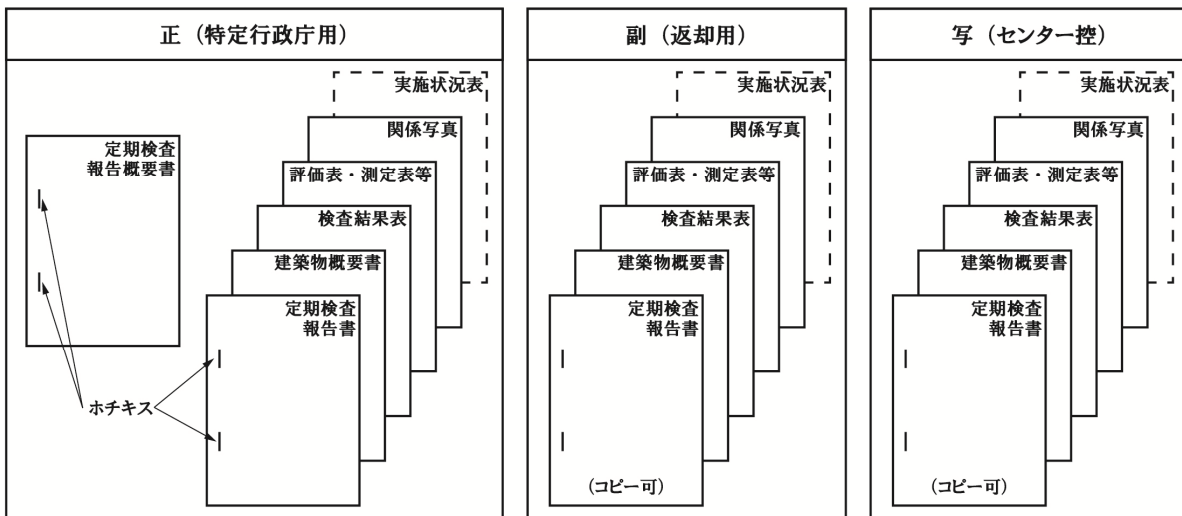 正（特定行政庁用）
実施状況表
関係写真
評価表・測定表等
検査結果表
建築物概要書
定期検査
報告書
定期検査
報告概要書
ホチキス
副（返却用）
実施状況表
関係写真
評価表・測定表等
検査結果表
建築物概要書
定期検査
報告書
（コピー可）
写（センター控）
実施状況表
関係写真
評価表・測定表等
検査結果表
建築物概要書
定期検査
報告書
（コピー可）